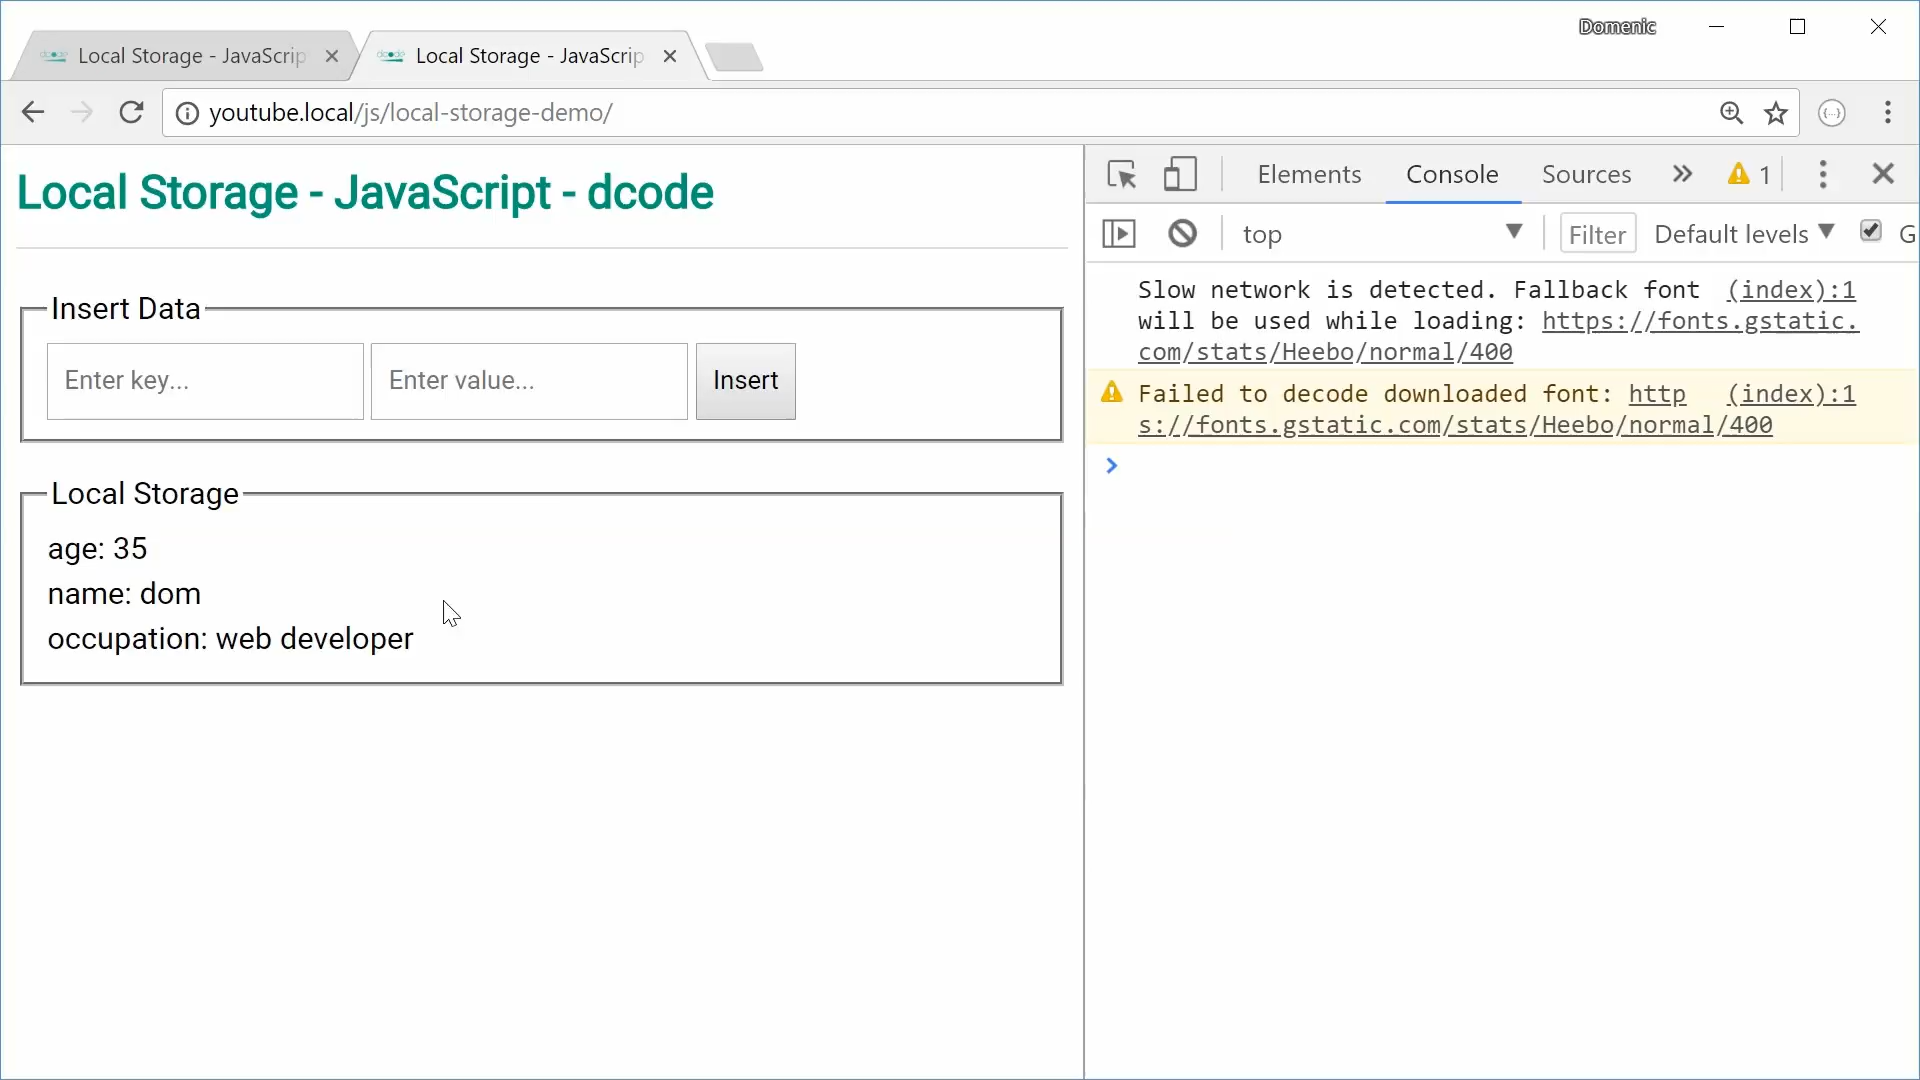 Domenic
Local Storage - JavaScrip
Local Storage - JavaScrip
youtube.local/js/local-storage-demo/
Local Storage - JavaScript - dcode
Insert Data
Enter key...
Enter value...
Insert
Local Storage
age: 35
name: dom
occupation: web developer
Elements
Console
Sources
1
top
Filter
Default levels
G
Slow network is detected. Fallback font (index):1
will be used while loading: https://fonts.gstatic.
com/stats/Heebo/normal/400
Failed to decode downloaded font: http (index):1
s://fonts.gstatic.com/stats/Heebo/normal/400